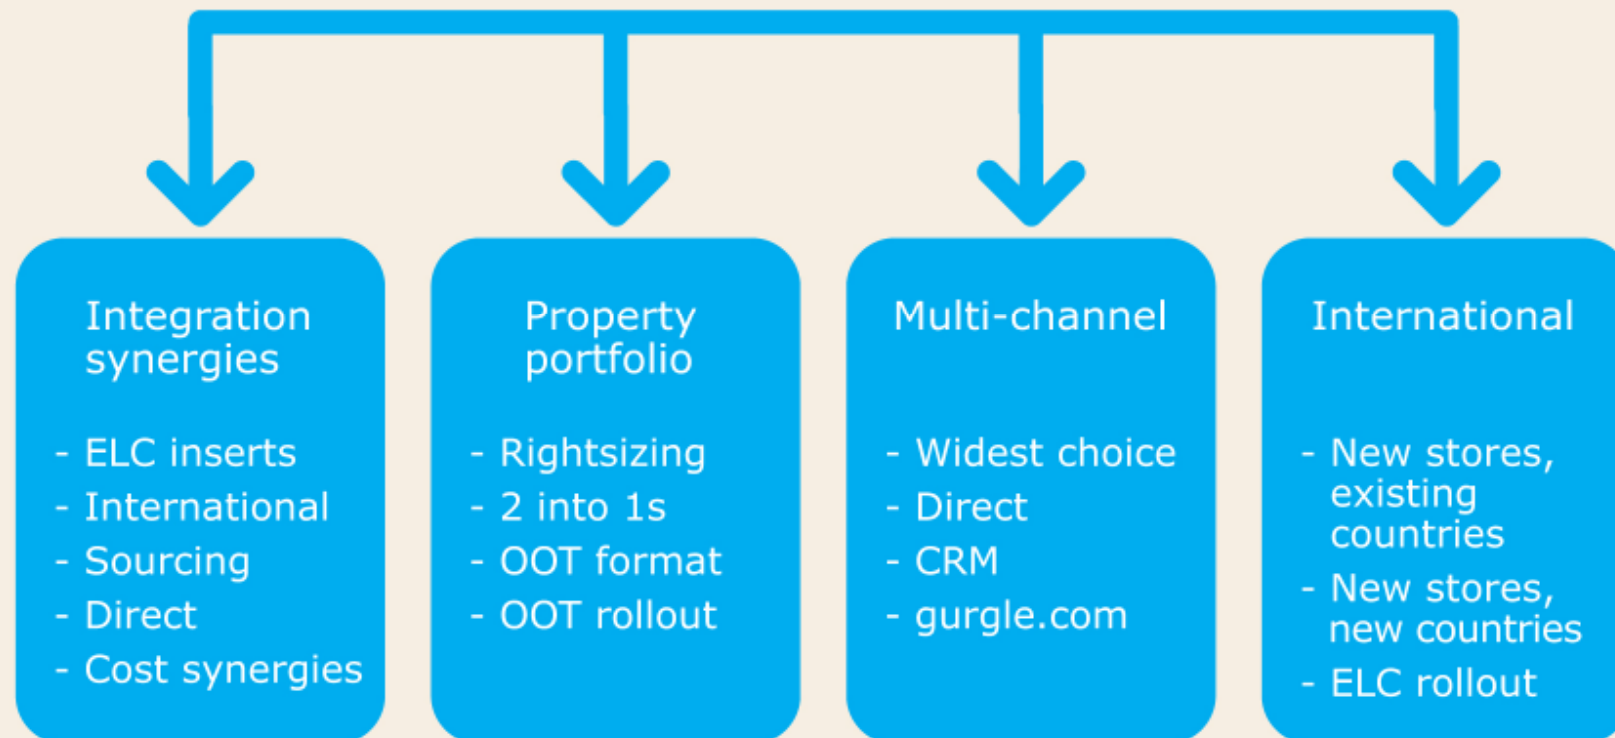 Integration
synergies
- ELC inserts
- International
- Sourcing
- Direct
- Cost synergies
Property
portfolio
- Rightsizing
- 2 into 1s
- OOT format
- OOT rollout
Multi-channel
- Widest choice
- Direct
- CRM
- gurgle.com
International
- New stores,
existing
countries
- New stores,
new countries
- ELC rollout